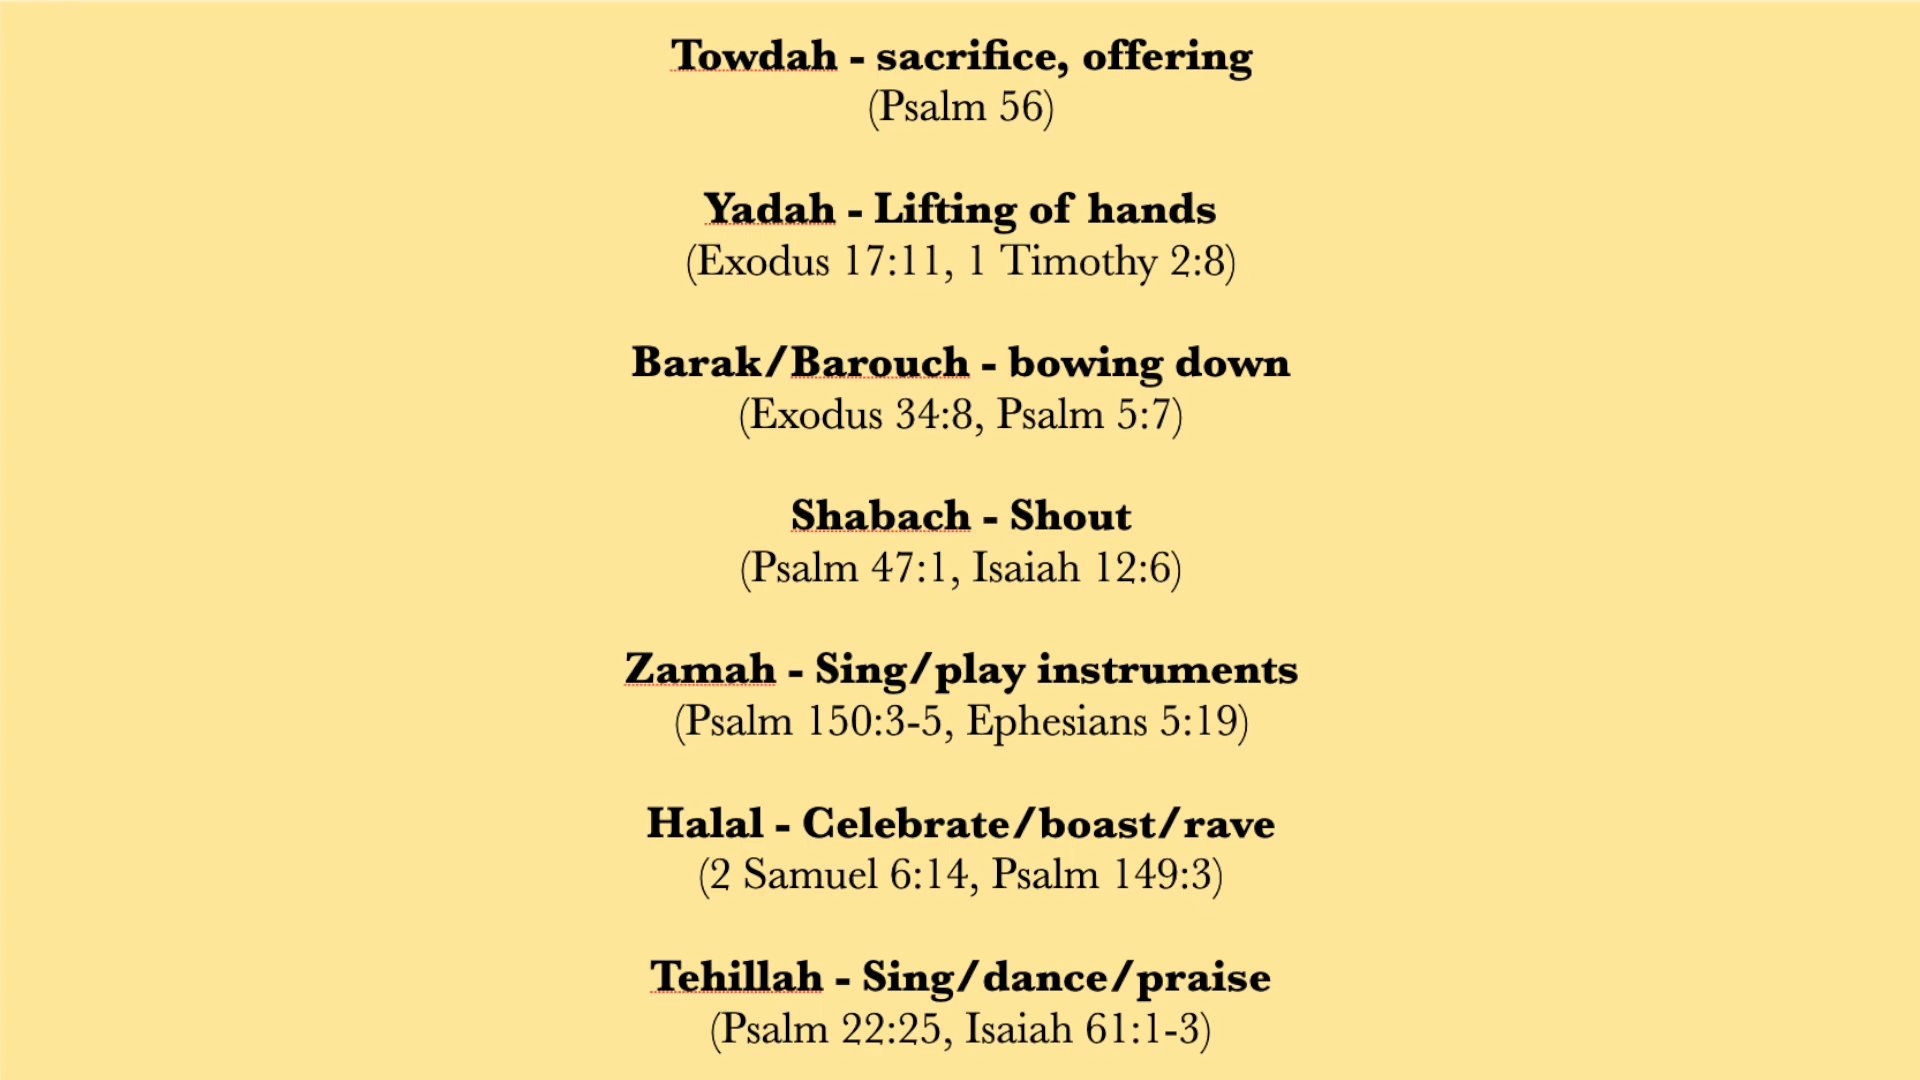 Towdah - sacrifice, offering
(Psalm 56)
Yadah - Lifting of hands
(Exodus 17:11, 1 Timothy 2:8)
Barak/Barouch - bowing down
(Exodus 34:8, Psalm 5:7)
Shabach - Shout
(Psalm 47:1, Isaiah 12:6)
Zamah - Sing/play instruments
(Psalm 150:3-5, Ephesians 5:19)
Halal - Celebrate/boast/rave
(2 Samuel 6:14, Psalm 149:3)
Tehillah - Sing/dance/praise
(Psalm 22:25, Isaiah 61:1-3)